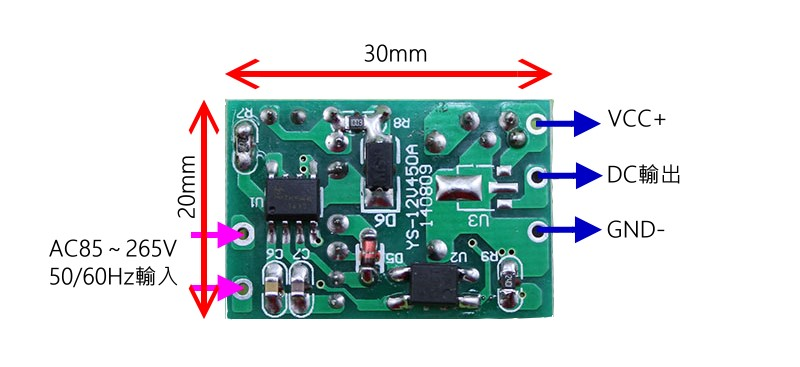 30mm
20mm
VCC+
DC輸出
GND-
AC85～265V
50/60Hz輸入
R7
R8
003
U1
D6
YS-12V450A
140809
U3
C6
C7
D5
U2
R9